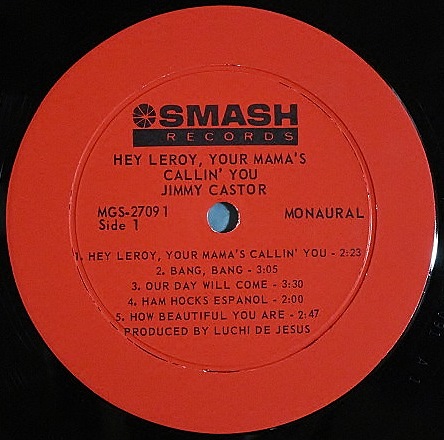 SMASH
RECORDS
HEY LEROY, YOUR MAMA'S
CALLIN' YOU
JIMMY CASTOR
MGS-27091 MONAURAL
Side 1
1. HEY LEROY, YOUR MAMA'S CALLIN' YOU - 2:23
2. BANG, BANG - 3:05
3. OUR DAY WILL COME - 3:30
4. HAM HOCKS ESPANOL - 2:00
5. HOW BEAUTIFUL YOU ARE - 2:47
PRODUCED BY LUCHI DE JESUS